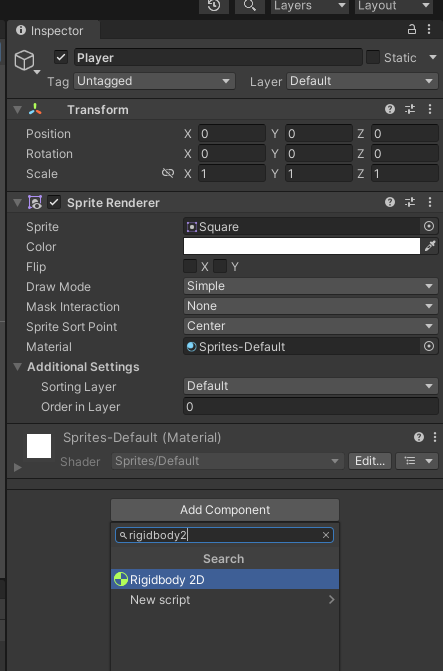 Layers Layout
Inspector
Player Static
Tag Untagged Layer Default
Transform
Position X 0 Y 0 Z 0
Rotation X 0 Y 0 Z 0
Scale X 1 Y 1 Z 1
Sprite Renderer
Sprite Square
Color
Flip X Y
Draw Mode Simple
Mask Interaction None
Sprite Sort Point Center
Material Sprites-Default
Additional Settings
Sorting Layer Default
Order in Layer 0
Sprites-Default (Material)
Shader Sprites/Default Edit...
Add Component
rigidbody2
Search
Rigidbody 2D
New script